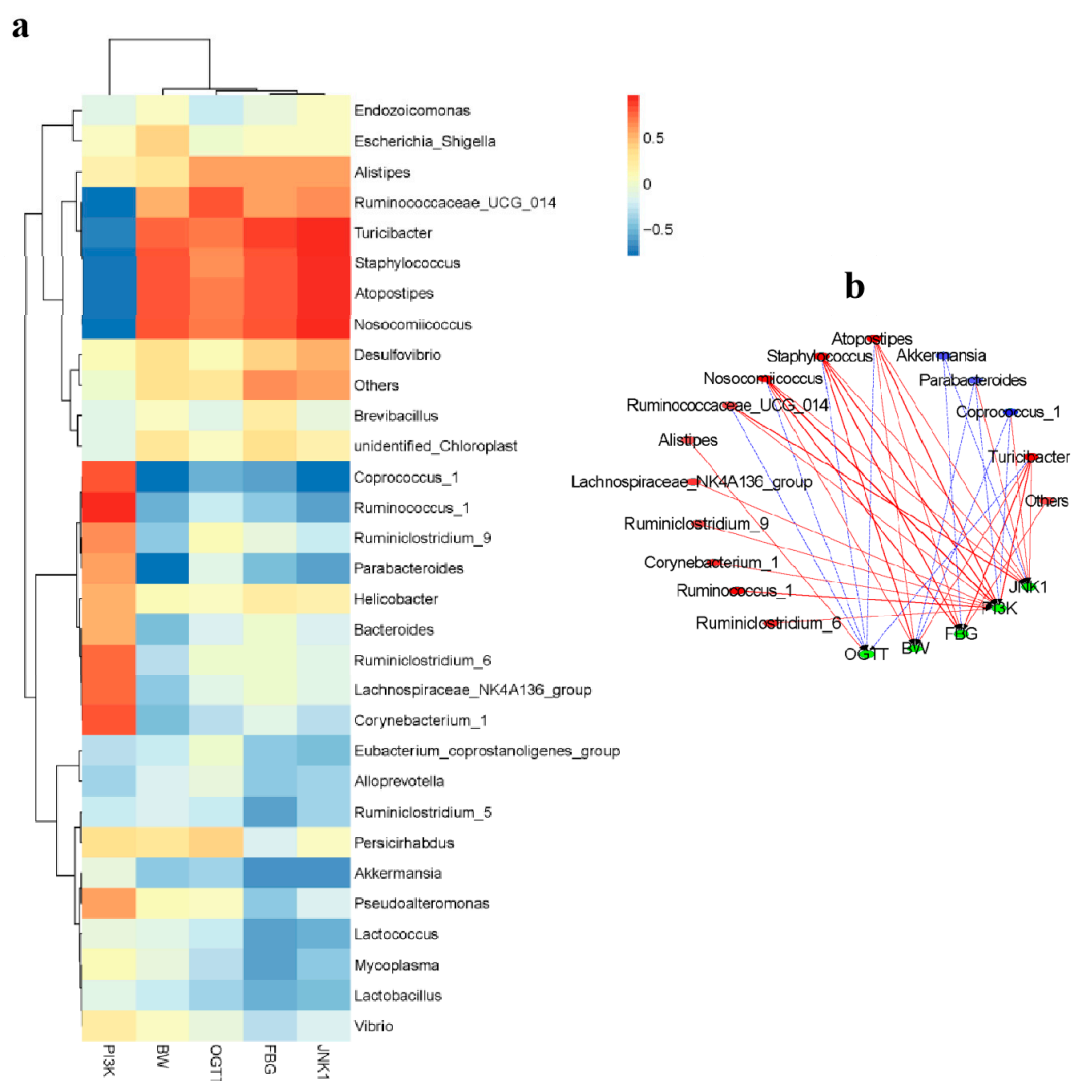 a
Endozoicomonas
Escherichia_Shigella
Alistipes
Ruminococcaceae_UCG_014
Turicibacter
Staphylococcus
Atopostipes
Nosocomiicoccus
Desulfovibrio
Others
Brevibacillus
unidentified_Chloroplast
Coprococcus_1
Ruminococcus_1
Ruminiclostridium_9
Parabacteroides
Helicobacter
Bacteroides
Ruminiclostridium_6
Lachnospiraceae_NK4A136_group
Corynebacterium_1
Eubacterium_coprostanoligenes_group
Alloprevotella
Ruminiclostridium_5
Persicirhabdus
Akkermansia
Pseudoalteromonas
Lactococcus
Mycoplasma
Lactobacillus
Vibrio
PI3K
BW
OGTT
FBG
JNK1
0.5
0
−0.5
b
Atopostipes
Staphylococcus
Akkermansia
Nosocomiicoccus
Parabacteroides
Ruminococcaceae_UCG_014
Coprococcus_1
Alistipes
Turicibacter
Lachnospiraceae_NK4A136_group
Others
Ruminiclostridium_9
Corynebacterium_1
Ruminococcus_1
JNK1
PI3K
Ruminiclostridium_6
FBG
BW
OGTT